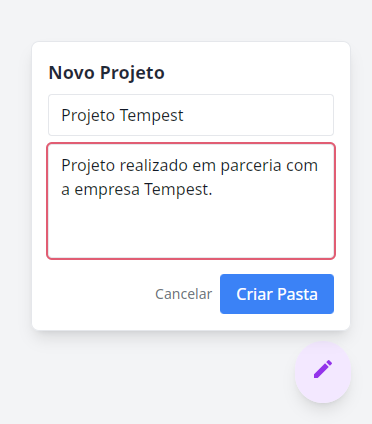 Novo Projeto
Projeto Tempest
Projeto realizado em parceria com
a empresa Tempest.
Cancelar Criar Pasta